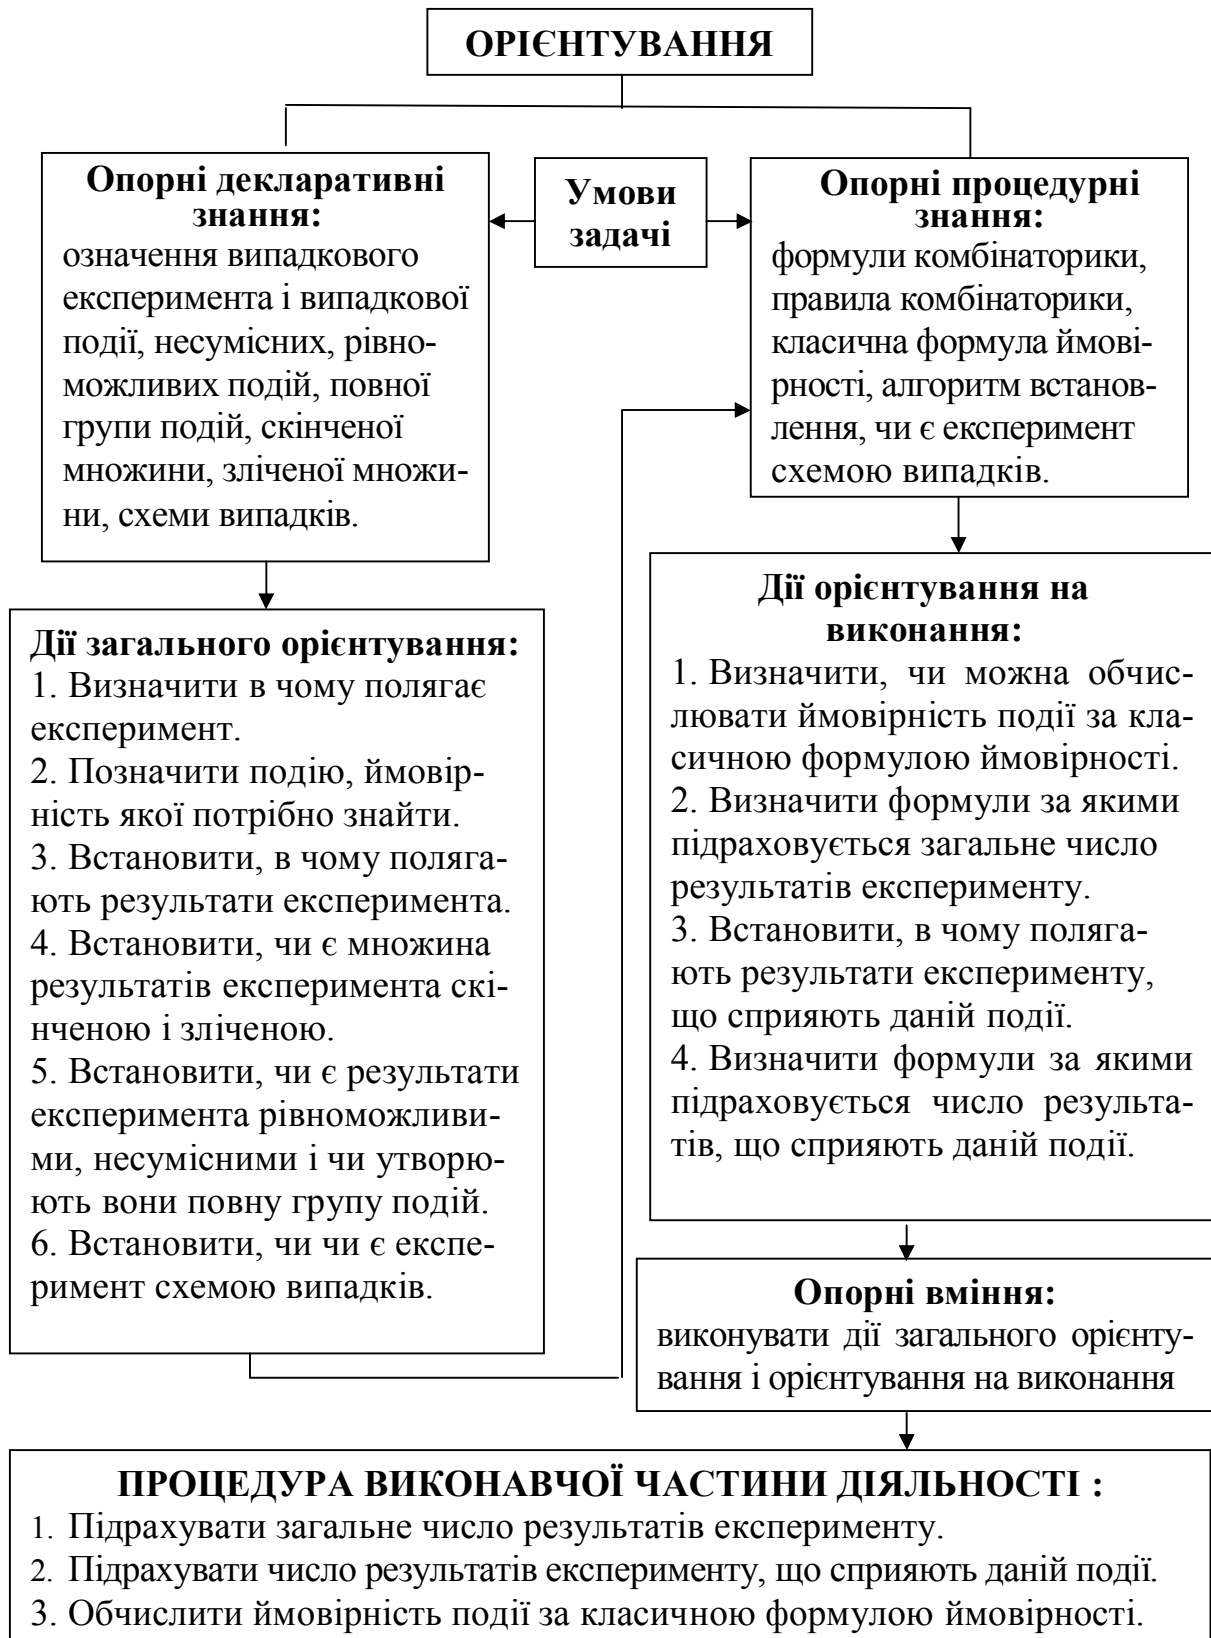 ОРІЄНТУВАННЯ
Опорні декларативні
знання:
означення випадкового
експеримента і випадкової
події, несумісних, рівно-
можливих подій, повної
групи подій, скінченої
множини, зліченої множи-
ни, схеми випадків.
Умови
задачі
Опорні процедурні
знання:
формули комбінаторики,
правила комбінаторики,
класична формула ймові-
рності, алгоритм встанов-
лення, чи є експеримент
схемою випадків.
Дії загального орієнтування:
1. Визначити в чому полягає
експеримент.
2. Позначити подію, ймовір-
ність якої потрібно знайти.
3. Встановити, в чому поляга-
ють результати експеримента.
4. Встановити, чи є множина
результатів експеримента скі-
нченою і зліченою.
5. Встановити, чи є результати
експеримента рівноможливи-
ми, несумісними і чи утворю-
ють вони повну групу подій.
6. Встановити, чи чи є експе-
римент схемою випадків.
Дії орієнтування на
виконання:
1. Визначити, чи можна обчис-
лювати ймовірність події за кла-
сичною формулою ймовірності.
2. Визначити формули за якими
підраховується загальне число
результатів експерименту.
3. Встановити, в чому поляга-
ють результати експерименту,
що сприяють даній події.
4. Визначити формули за якими
підраховується число результа-
тів, що сприяють даній події.
Опорні вміння:
виконувати дії загального орієнту-
вання і орієнтування на виконання
ПРОЦЕДУРА ВИКОНАВЧОЇ ЧАСТИНИ ДІЯЛЬНОСТІ :
1. Підрахувати загальне число результатів експерименту.
2. Підрахувати число результатів експерименту, що сприяють даній події.
3. Обчислити ймовірність події за класичною формулою ймовірності.